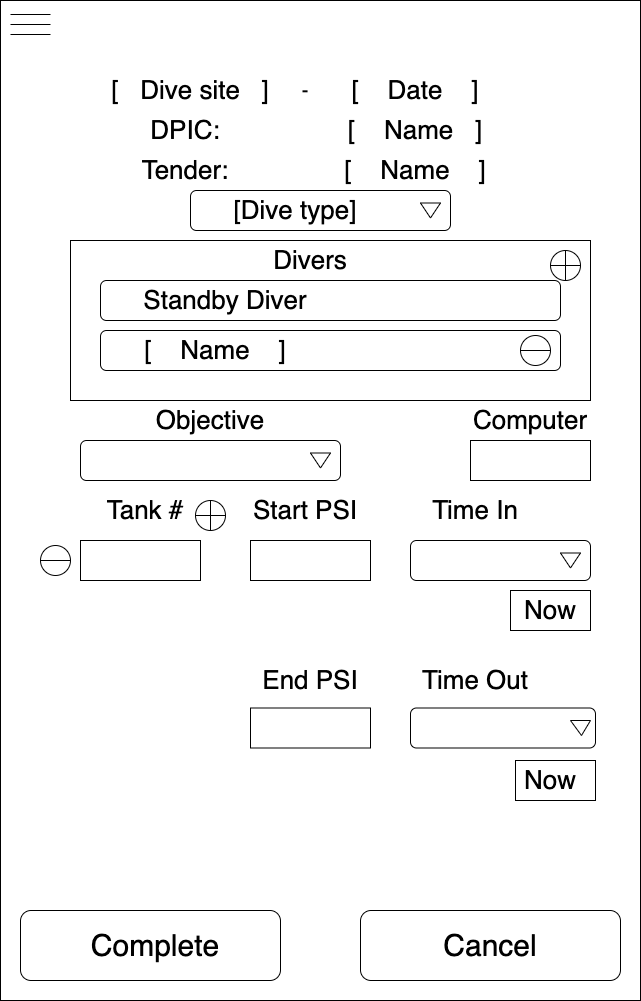 [ Dive site ] - [ Date ]
DPIC: [ Name ]
Tender: [ Name ]
[Dive type]
Divers
Standby Diver
[ Name ]
Objective Computer
Tank # Start PSI Time In
Now
End PSI Time Out
Now
Complete Cancel